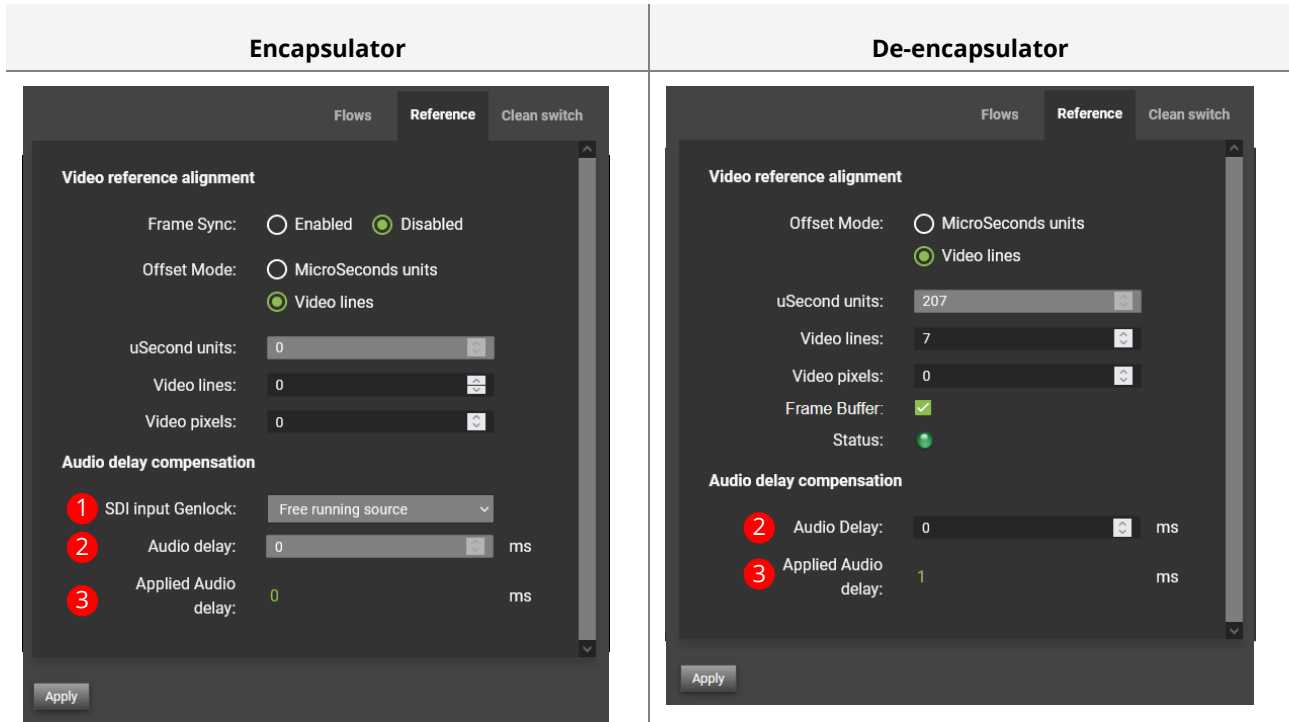 Encapsulator
Flows Reference Clean switch
Video reference alignment
Frame Sync: Enabled Disabled
Offset Mode: MicroSeconds units
Video lines
uSecond units: 0
Video lines: 0
Video pixels: 0
Audio delay compensation
1 SDI input Genlock: Free running source
2 Audio delay: 0 ms
3 Applied Audio
delay: 0 ms
Apply
De-encapsulator
Flows Reference Clean switch
Video reference alignment
Offset Mode: MicroSeconds units
Video lines
uSecond units: 207
Video lines: 7
Video pixels: 0
Frame Buffer:
Status:
Audio delay compensation
2 Audio Delay: 0 ms
3 Applied Audio
delay: 1 ms
Apply